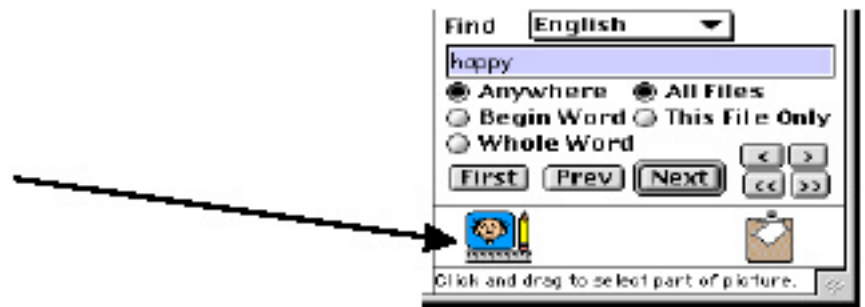 Find English
happy
Anywhere All Files
Begin Word This File Only
Whole Word
< >
First Prev Next << >>
Click and drag to select part of picture.